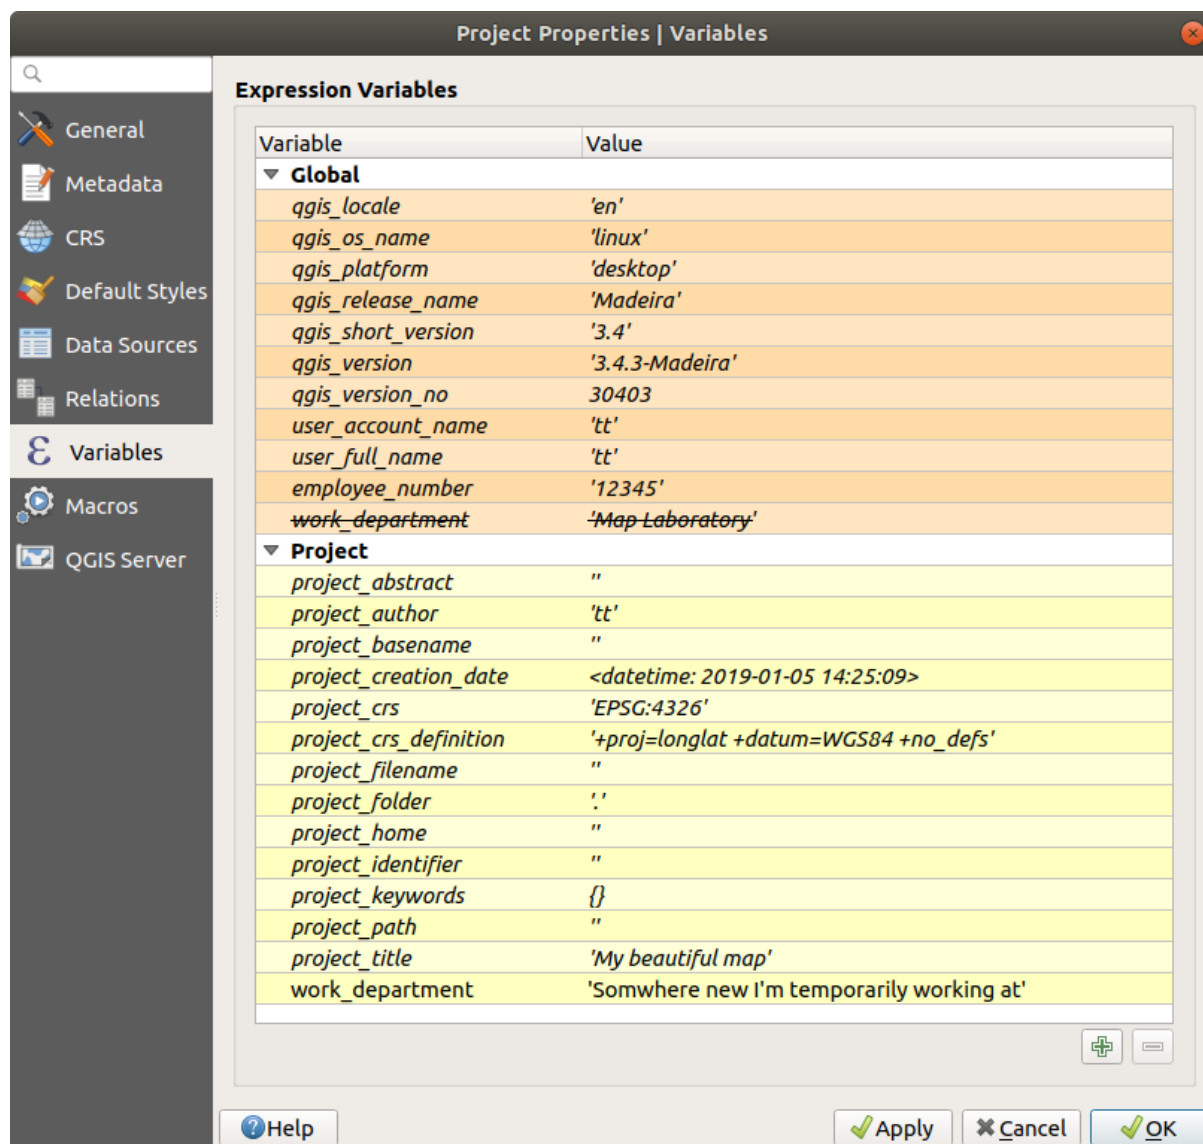 Project Properties | Variables
General
Metadata
CRS
Default Styles
Data Sources
Relations
Variables
Macros
QGIS Server
Expression Variables
Variable Value
Global
qgis_locale 'en'
qgis_os_name 'linux'
qgis_platform 'desktop'
qgis_release_name 'Madeira'
qgis_short_version '3.4'
qgis_version '3.4.3-Madeira'
qgis_version_no 30403
user_account_name 'tt'
user_full_name 'tt'
employee_number '12345'
work_department 'Map Laboratory'
Project
project_abstract ''
project_author 'tt'
project_basename ''
project_creation_date <datetime: 2019-01-05 14:25:09>
project_crs 'EPSG:4326'
project_crs_definition '+proj=longlat +datum=WGS84 +no_defs'
project_filename ''
project_folder '.'
project_home ''
project_identifier ''
project_keywords {}
project_path ''
project_title 'My beautiful map'
work_department 'Somwhere new I'm temporarily working at'
Help Apply Cancel OK